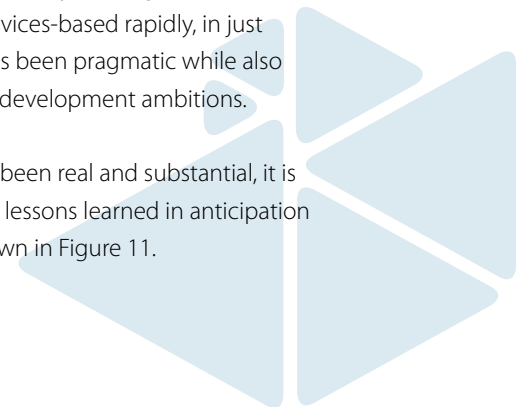 vices-based rapidly, in just
s been pragmatic while also
development ambitions.
been real and substantial, it is
lessons learned in anticipation
wn in Figure 11.